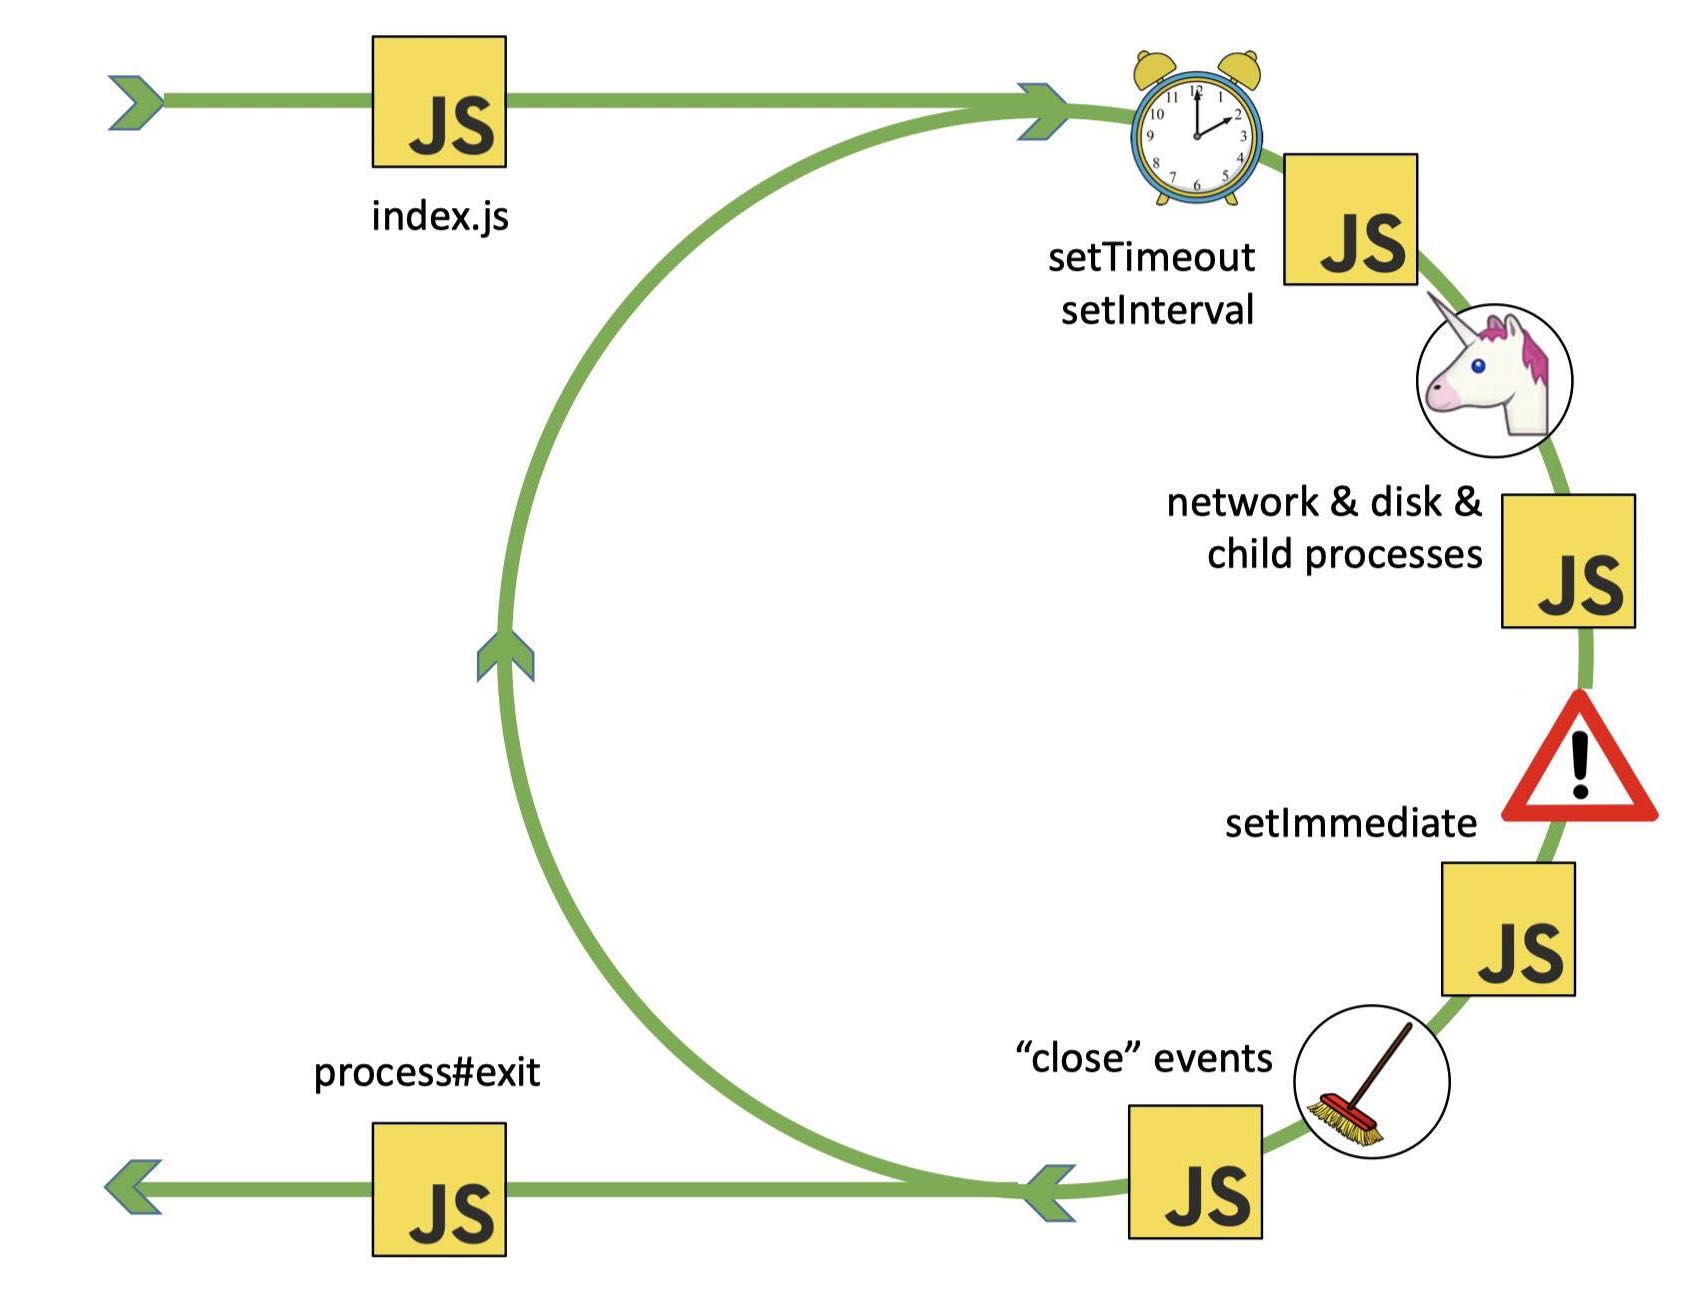 JS
index.js
12
11
1
10
2
9
3
8
4
7
5
6
setTimeout
setInterval
JS
network & disk &
child processes
JS
setImmediate
JS
“close” events
JS
process#exit
JS